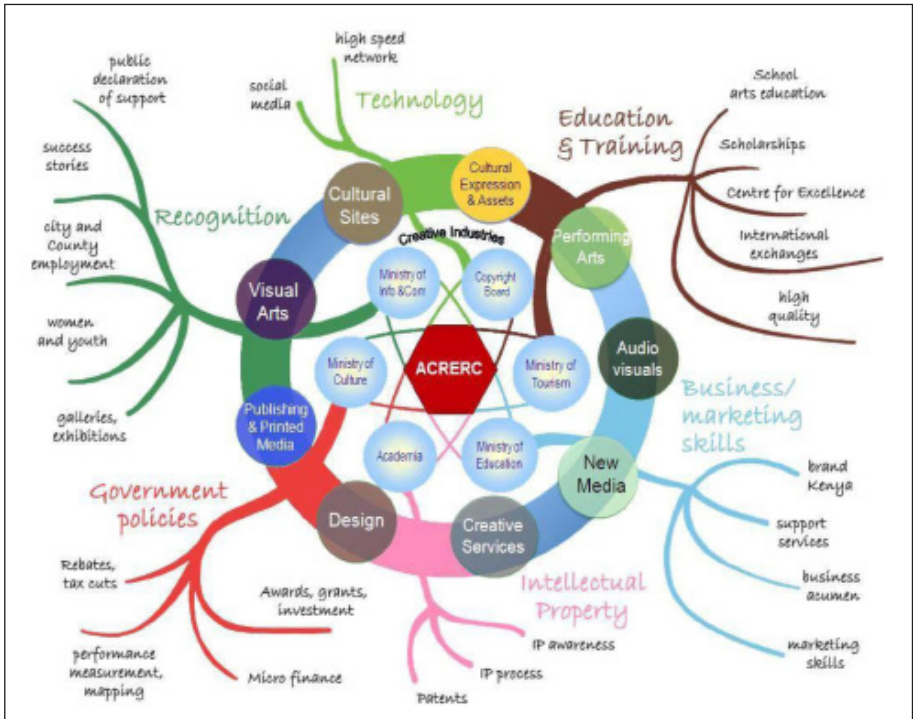 high speed
network
social
media
Technology
public
declaration
of support
success
stories
city and
County
employment
women
and youth
galleries,
exhibitions
Recognition
School
arts education
Scholarships
Centre for Excellence
International
exchanges
high
quality
Education
& Training
Cultural
Sites
Cultural
Expression
& Assets
Performing
Arts
Creative Industries
Visual
Arts
Ministry of
Info &Com
Copyright
Board
Audio
visuals
Ministry of
Culture
ACRERC
Ministry of
Tourism
Publishing
& Printed
Media
Academia
Ministry of
Education
New
Media
Design
Creative
Services
Business/
marketing
skills
brand
Kenya
support
services
business
acumen
marketing
skills
Government
policies
Rebates,
tax cuts
Awards, grants,
investment
performance
measurement,
mapping
Micro finance
Intellectual
Property
IP awareness
IP process
Patents